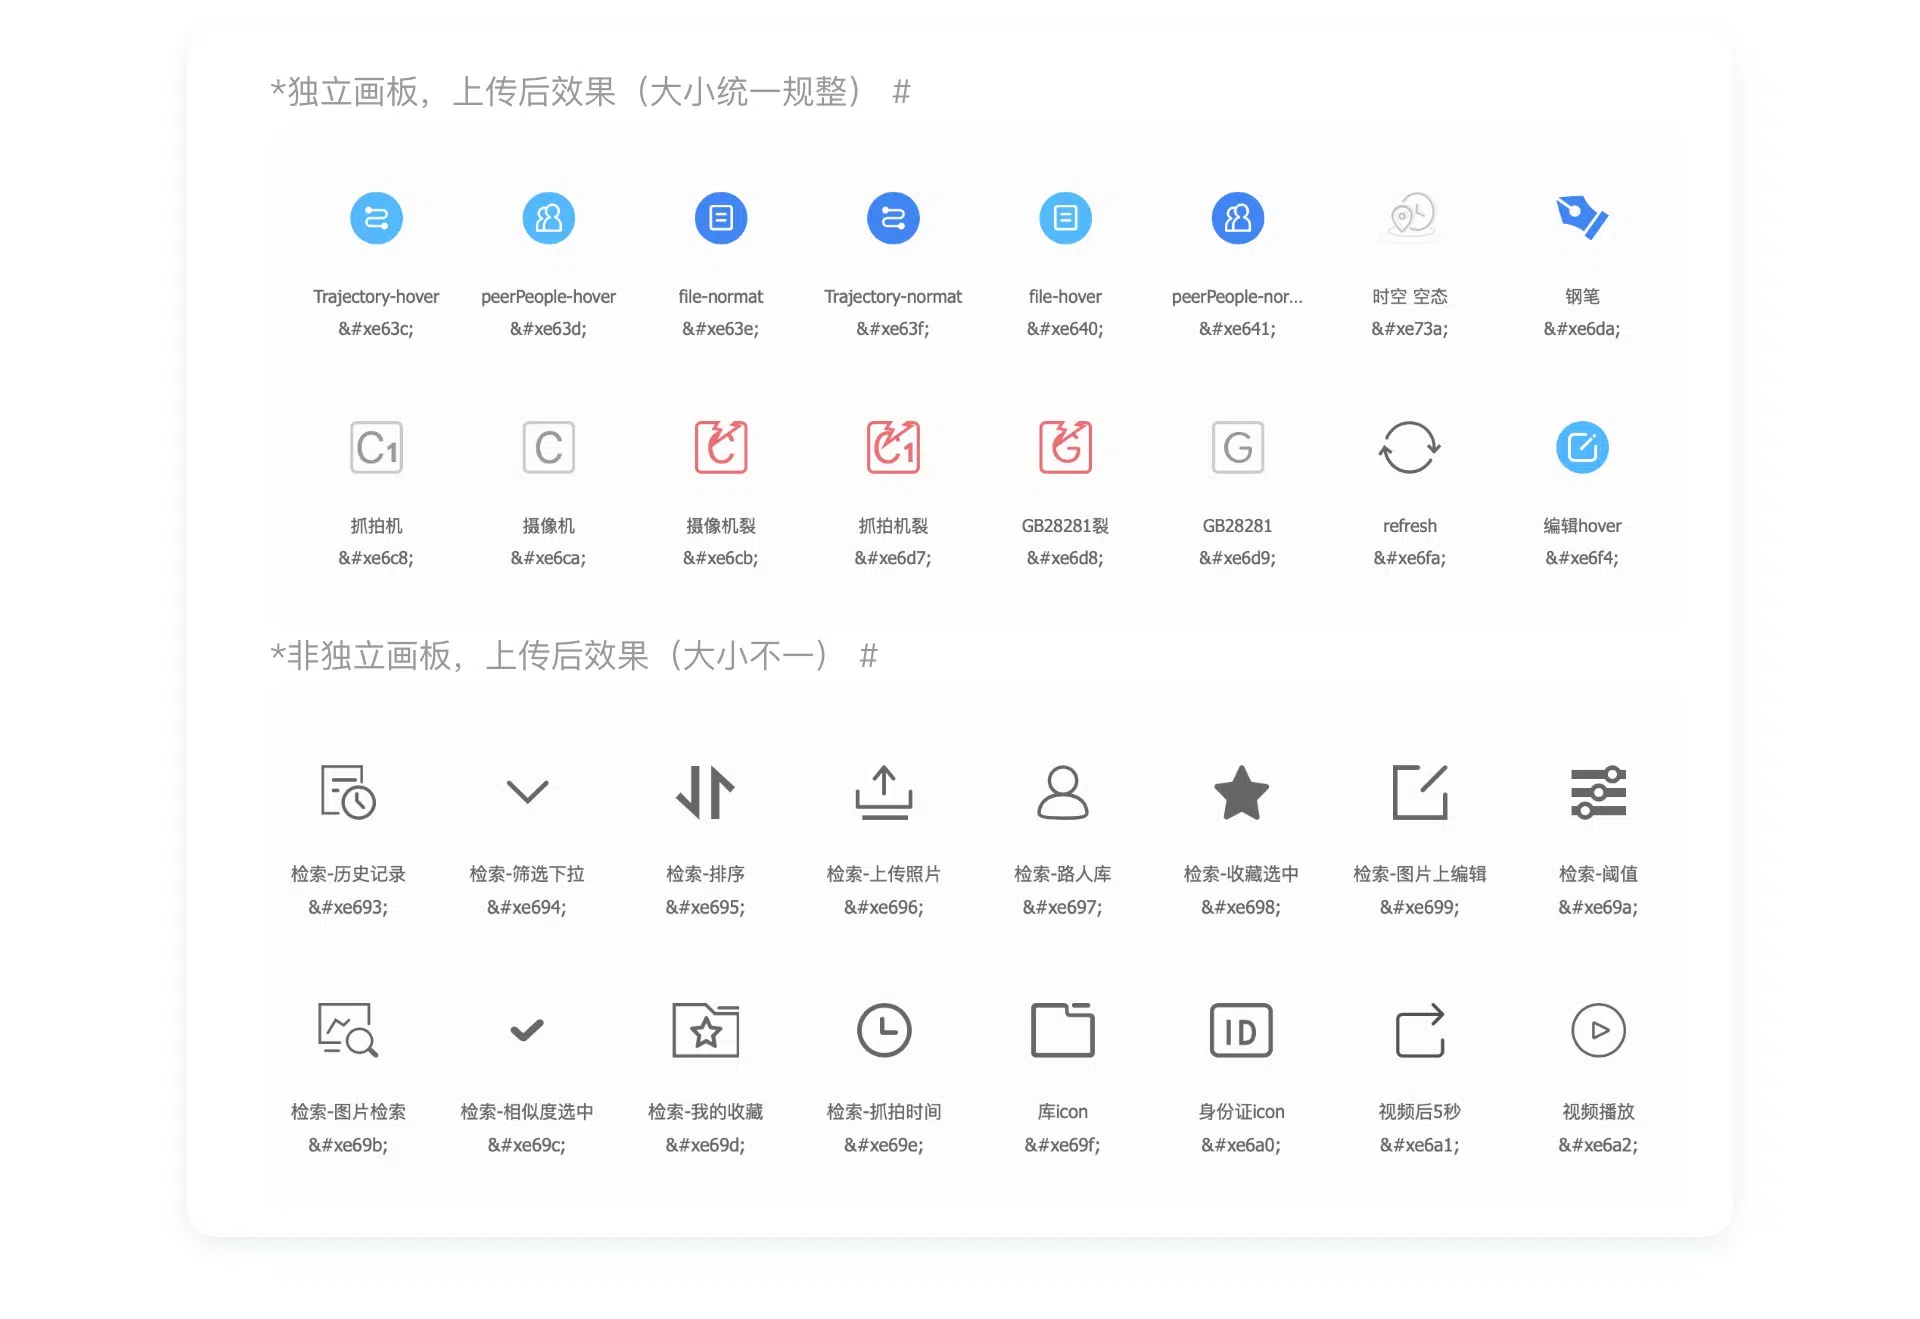 *独立画板，上传后效果（大小统一规整） #
Trajectory-hover peerPeople-hover file-normat Trajectory-normat file-hover peerPeople-nor... 时空 空态 钢笔
&#xe63c; &#xe63d; &#xe63e; &#xe63f; &#xe640; &#xe641; &#xe73a; &#xe6da;
C1 C C C1 G G
抓拍机 摄像机 摄像机裂 抓拍机裂 GB28281裂 GB28281 refresh 编辑hover
&#xe6c8; &#xe6ca; &#xe6cb; &#xe6d7; &#xe6d8; &#xe6d9; &#xe6fa; &#xe6f4;
*非独立画板，上传后效果（大小不一） #
检索-历史记录 检索-筛选下拉 检索-排序 检索-上传照片 检索-路人库 检索-收藏选中 检索-图片上编辑 检索-阈值
&#xe693; &#xe694; &#xe695; &#xe696; &#xe697; &#xe698; &#xe699; &#xe69a;
ID
检索-图片检索 检索-相似度选中 检索-我的收藏 检索-抓拍时间 库icon 身份证icon 视频后5秒 视频播放
&#xe69b; &#xe69c; &#xe69d; &#xe69e; &#xe69f; &#xe6a0; &#xe6a1; &#xe6a2;